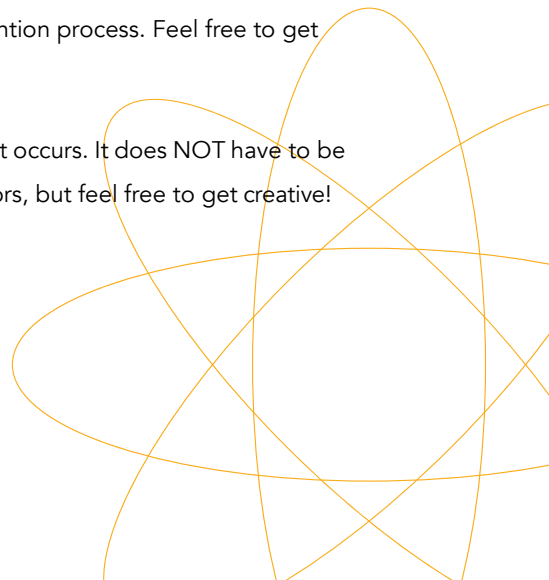 ntion process. Feel free to get
t occurs. It does NOT have to be
ors, but feel free to get creative!